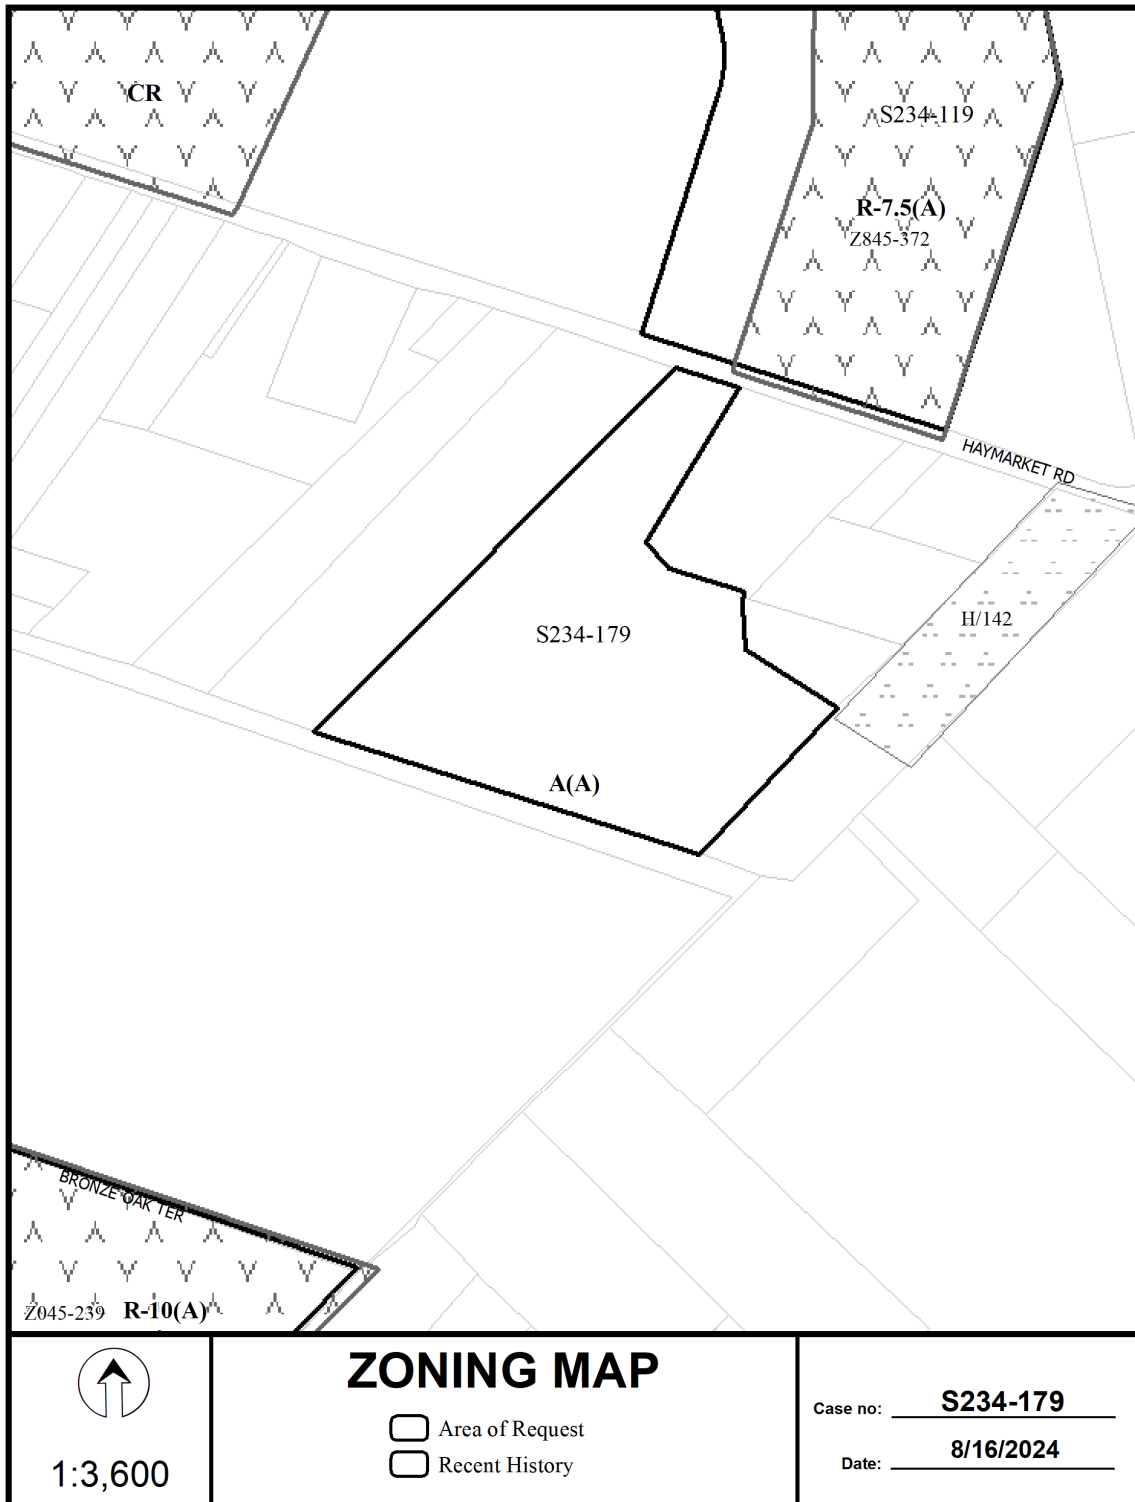 CR
S234-119
R-7.5(A)
Z845-372
HAYMARKET RD
H/142
S234-179
A(A)
BRONZE OAK TER
Z045-239 R-10(A)
ZONING MAP
Area of Request
Recent History
1:3,600
Case no: S234-179
Date: 8/16/2024